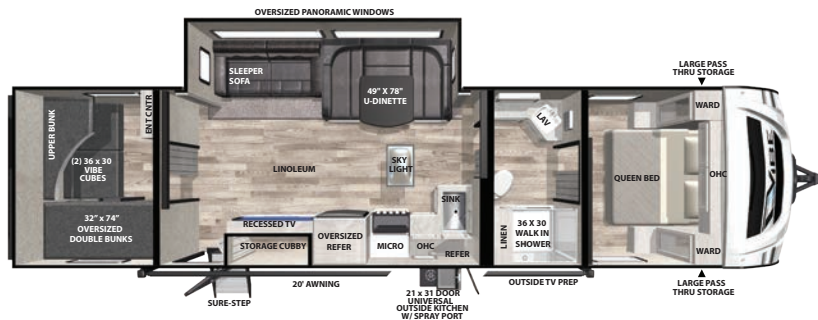 OVERSIZED PANORAMIC WINDOWS
LARGE PASS
THRU STORAGE
SLEEPER
SOFA
49" X 78"
U-DINETTE
UPPER BUNK
ENT CNTR
(2) 36 x 30
VIBE
CUBES
32" x 74"
OVERSIZED
DOUBLE BUNKS
LINOLEUM
SKY
LIGHT
SINK
RECESSED TV
STORAGE CUBBY
OVERSIZED
REFER
MICRO
OHC
REFER
LAV
LINEN
36 X 30
WALK IN
SHOWER
QUEEN BED
WARD
OHC
WARD
VIBE
SURE-STEP
20' AWNING
21 x 31 DOOR
UNIVERSAL
OUTSIDE KITCHEN
W/ SPRAY PORT
OUTSIDE TV PREP
LARGE PASS
THRU STORAGE